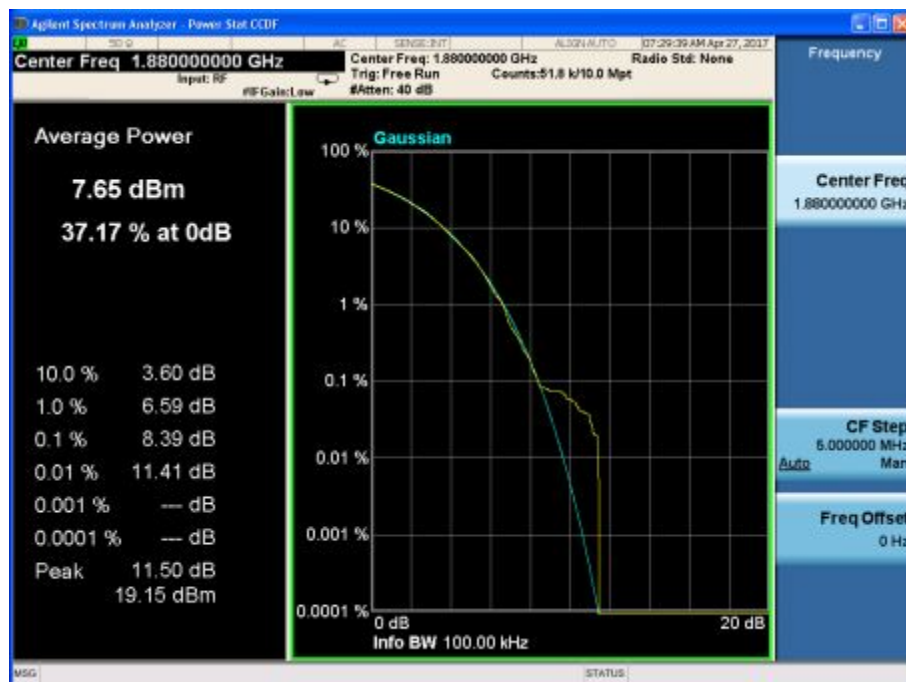 Agilent Spectrum Analyzer - Power Stat CCDF
50 Ω AC SENSE:INT ALIGN AUTO 07:29:39 AM Apr 27, 2017
Center Freq 1.880000000 GHz
Input: RF
#IFGain:Low
Center Freq: 1.880000000 GHz
Trig: Free Run
#Atten: 40 dB
Counts:51.8 k/10.0 Mpt
Radio Std: None
Frequency
Average Power
7.65 dBm
37.17 % at 0dB
10.0 % 3.60 dB
1.0 % 6.59 dB
0.1 % 8.39 dB
0.01 % 11.41 dB
0.001 % --- dB
0.0001 % --- dB
Peak 11.50 dB
19.15 dBm
Gaussian
100 %
10 %
1 %
0.1 %
0.01 %
0.001 %
0.0001 %
0 dB 20 dB
Info BW 100.00 kHz
Center Freq
1.880000000 GHz
CF Step
5.000000 MHz
Auto Man
Freq Offset
0 Hz
MSG STATUS